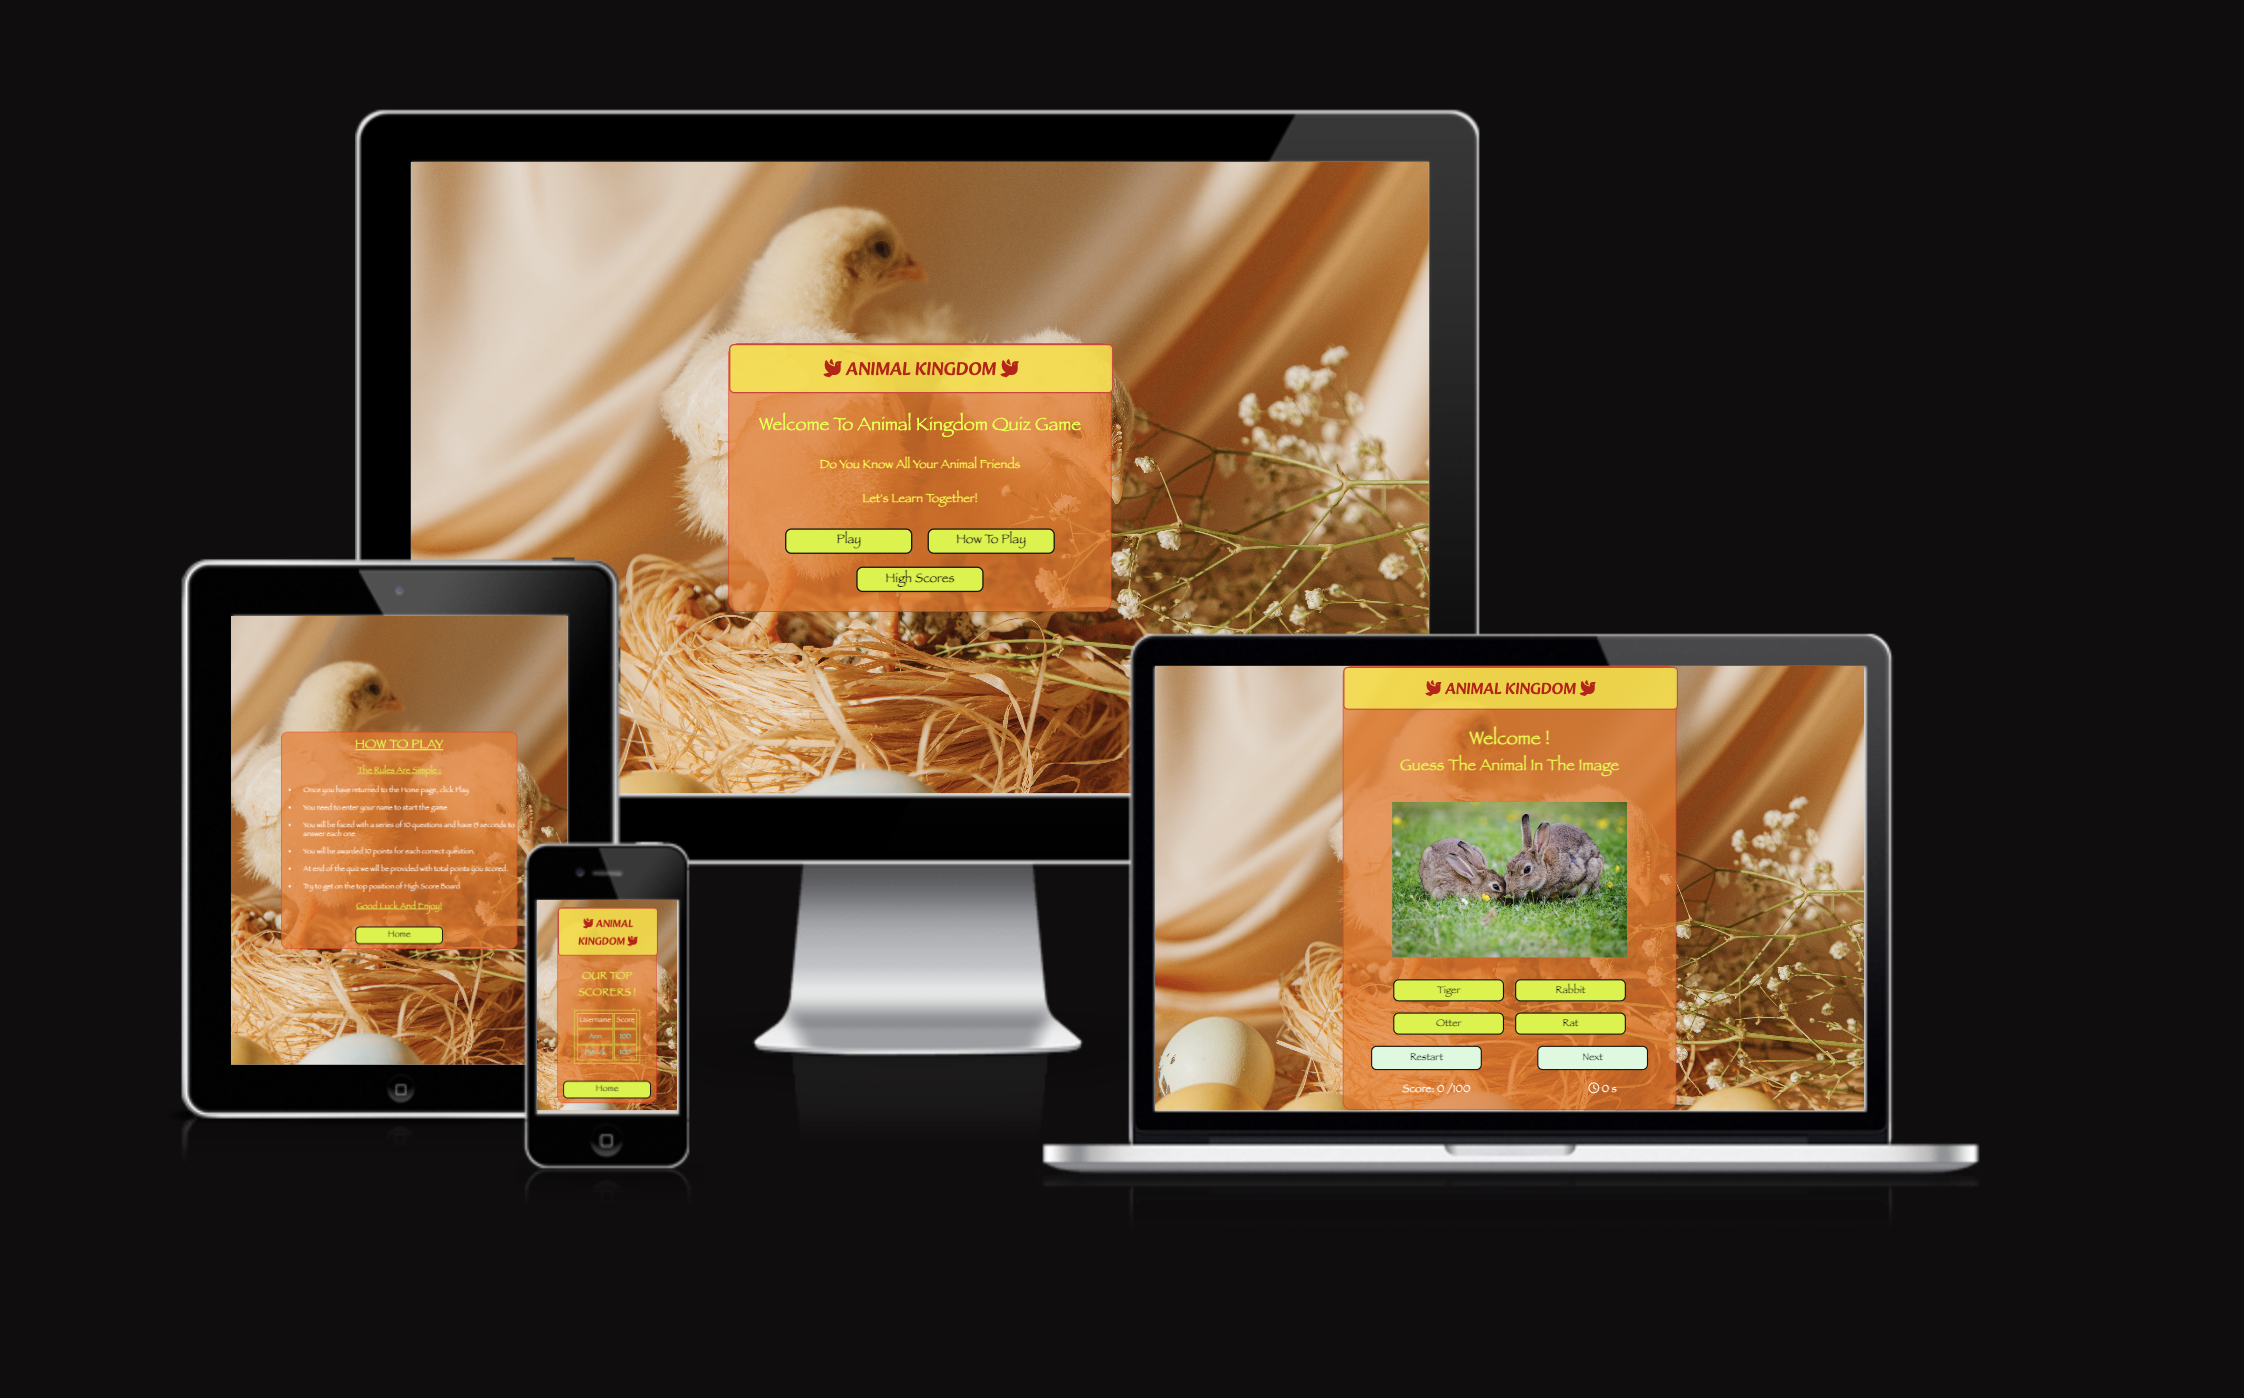 ANIMAL KINGDOM
Welcome To Animal Kingdom Quiz Game
Do You Know All Your Animal Friends
Let's Learn Together!
Play
How To Play
High Scores
HOW TO PLAY
The Rules Are Simple :
Once you have returned to the Home page, click Play
You need to enter your name to start the game
You will be faced with a series of 10 questions and have 15 seconds to
answer each one
You will be awarded 10 points for each correct question.
At end of the quiz we will be provided with total points you scored.
Try to get on the top position of High Score Board
Good Luck And Enjoy!
Home
ANIMAL
KINGDOM
OUR TOP
SCORERS !
Username Score
Ann 100
Home
ANIMAL KINGDOM
Welcome !
Guess The Animal In The Image
Tiger
Rabbit
Otter
Rat
Restart
Next
Score: 0 /100
0 s